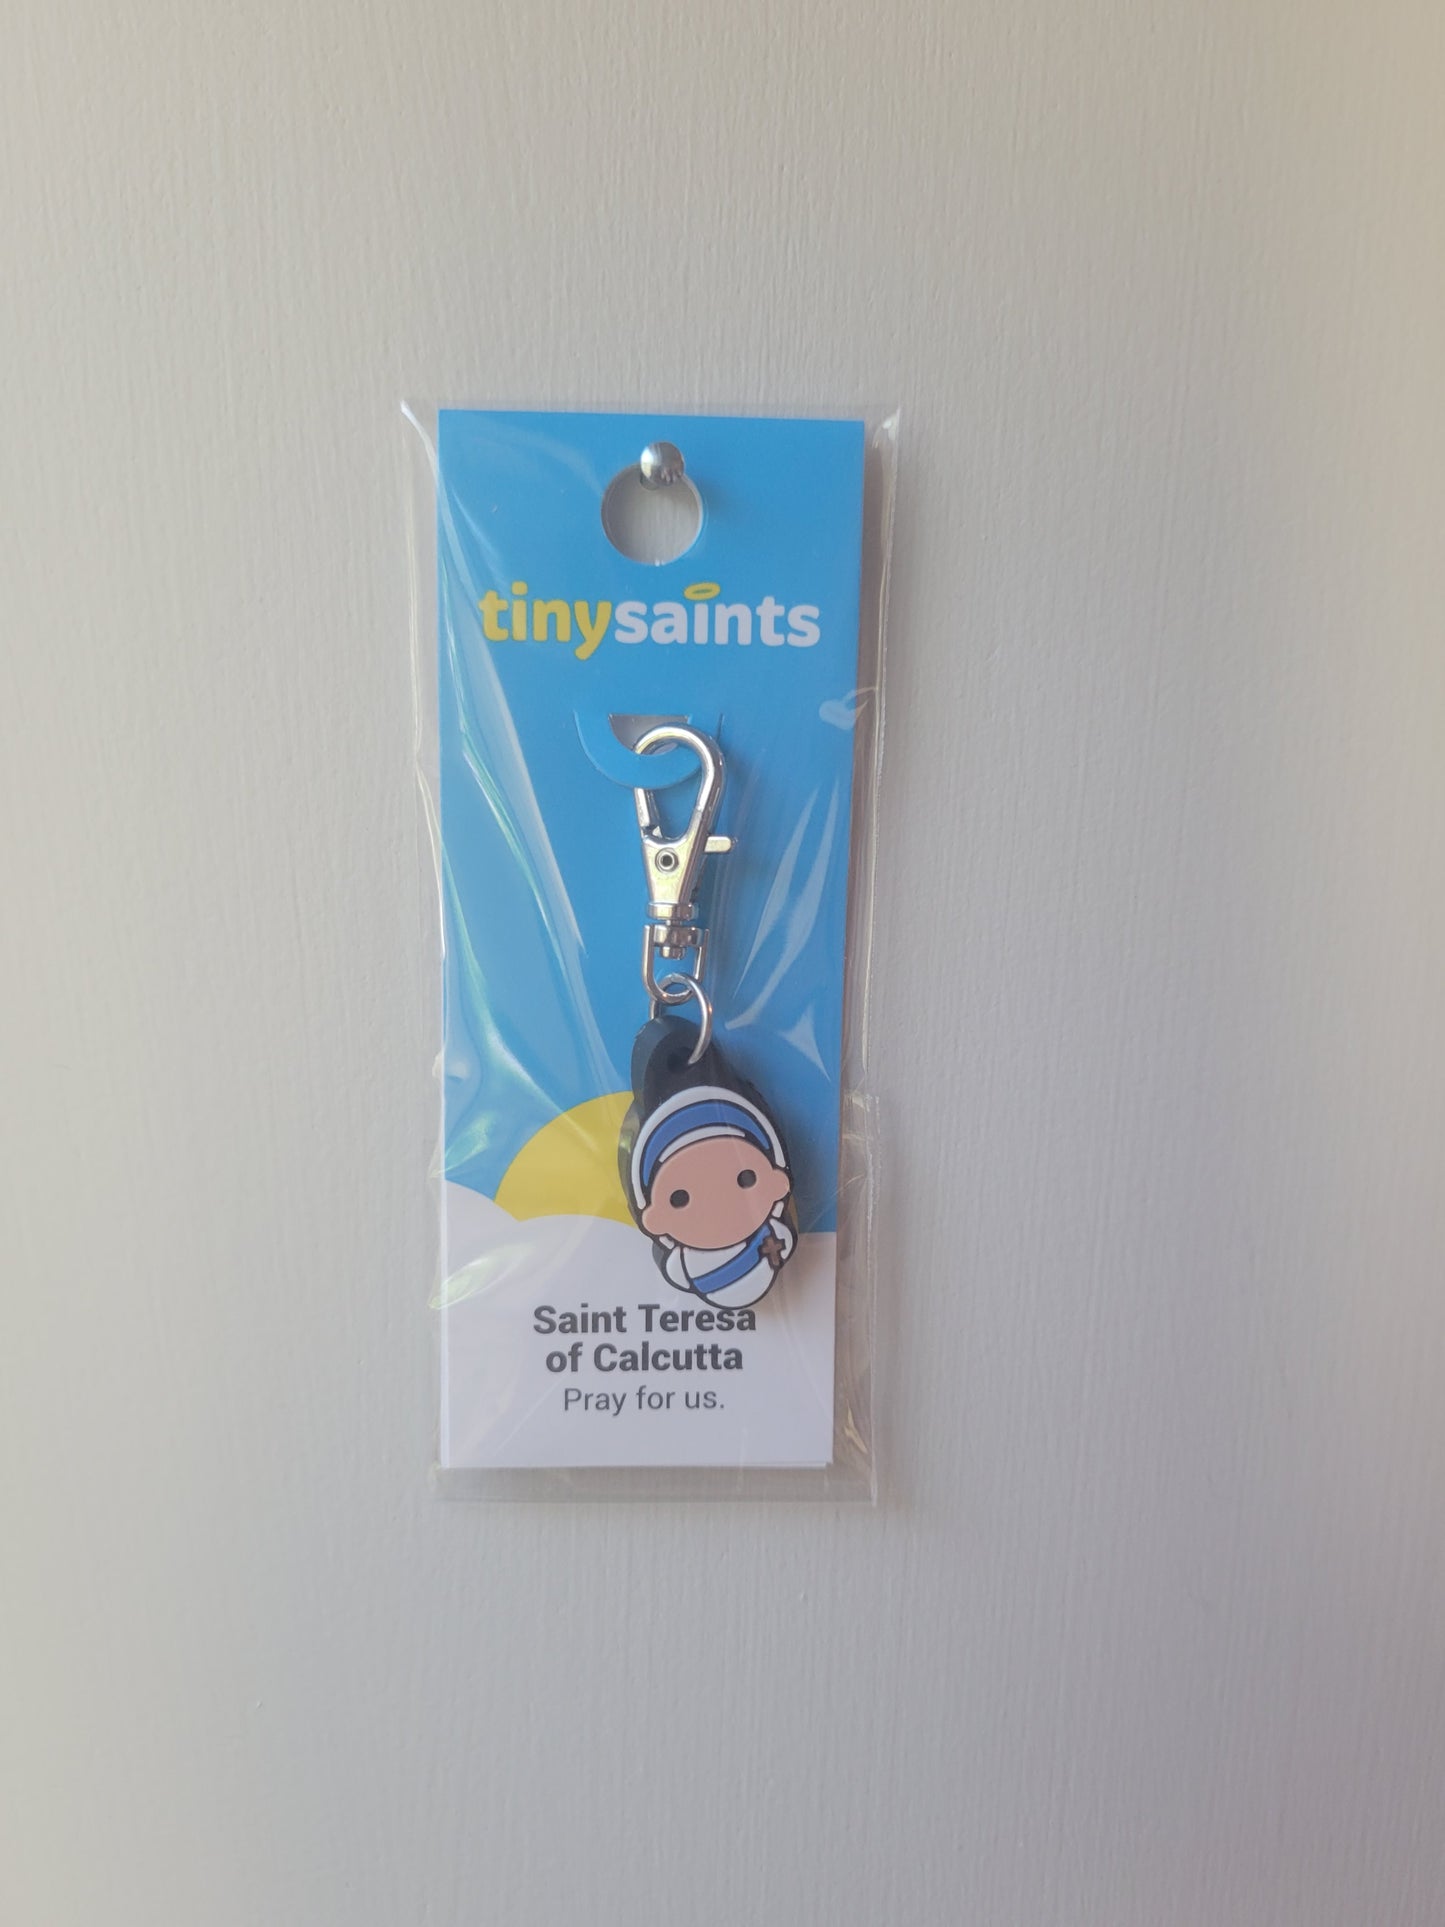 tinysaints
Saint Teresa
of Calcutta
Pray for us.